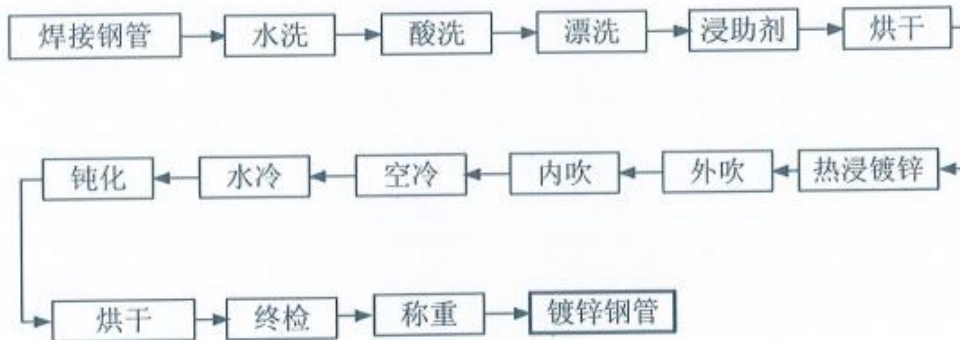 焊接钢管
水洗
酸洗
漂洗
浸助剂
烘干
热浸镀锌
外吹
内吹
空冷
水冷
钝化
烘干
终检
称重
镀锌钢管